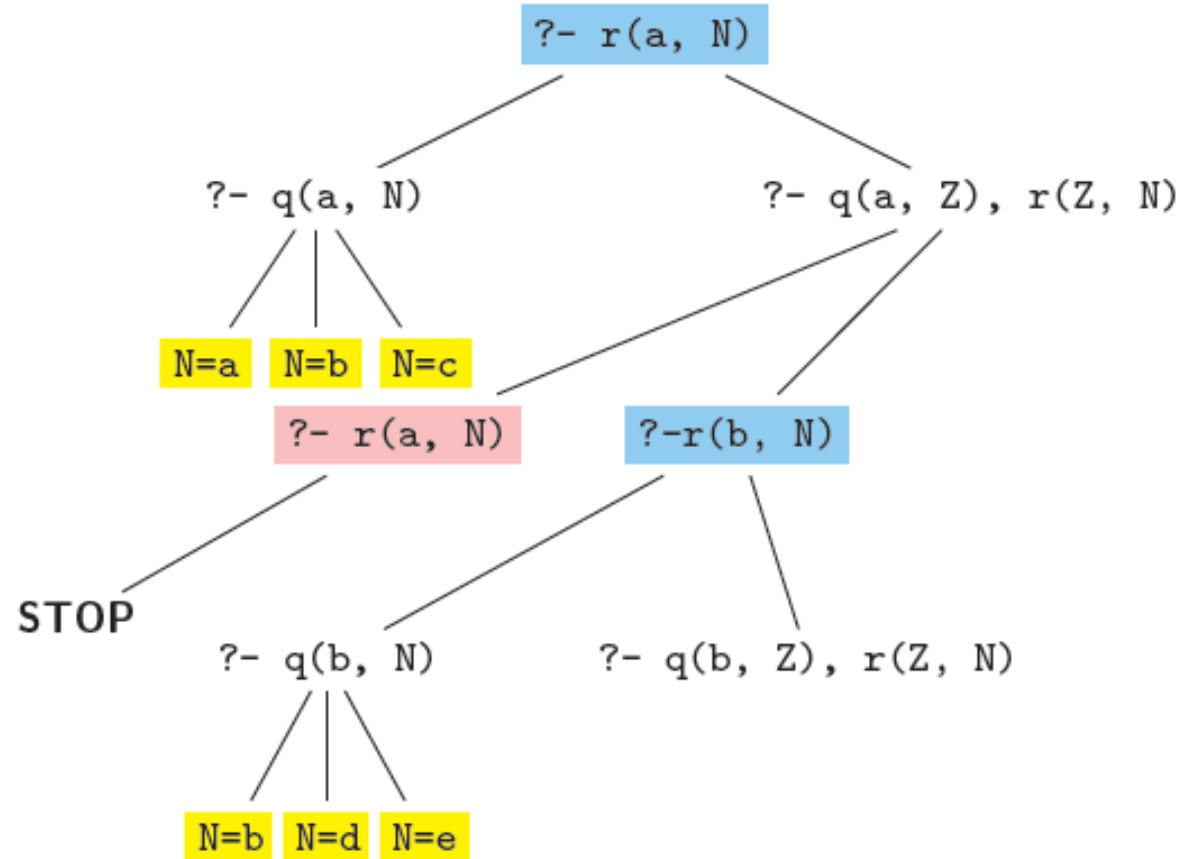 ?- r(a, N)
?- q(a, N) ?- q(a, Z), r(Z, N)
N=a N=b N=c
?- r(a, N) ?-r(b, N)
STOP
?- q(b, N) ?- q(b, Z), r(Z, N)
N=b N=d N=e